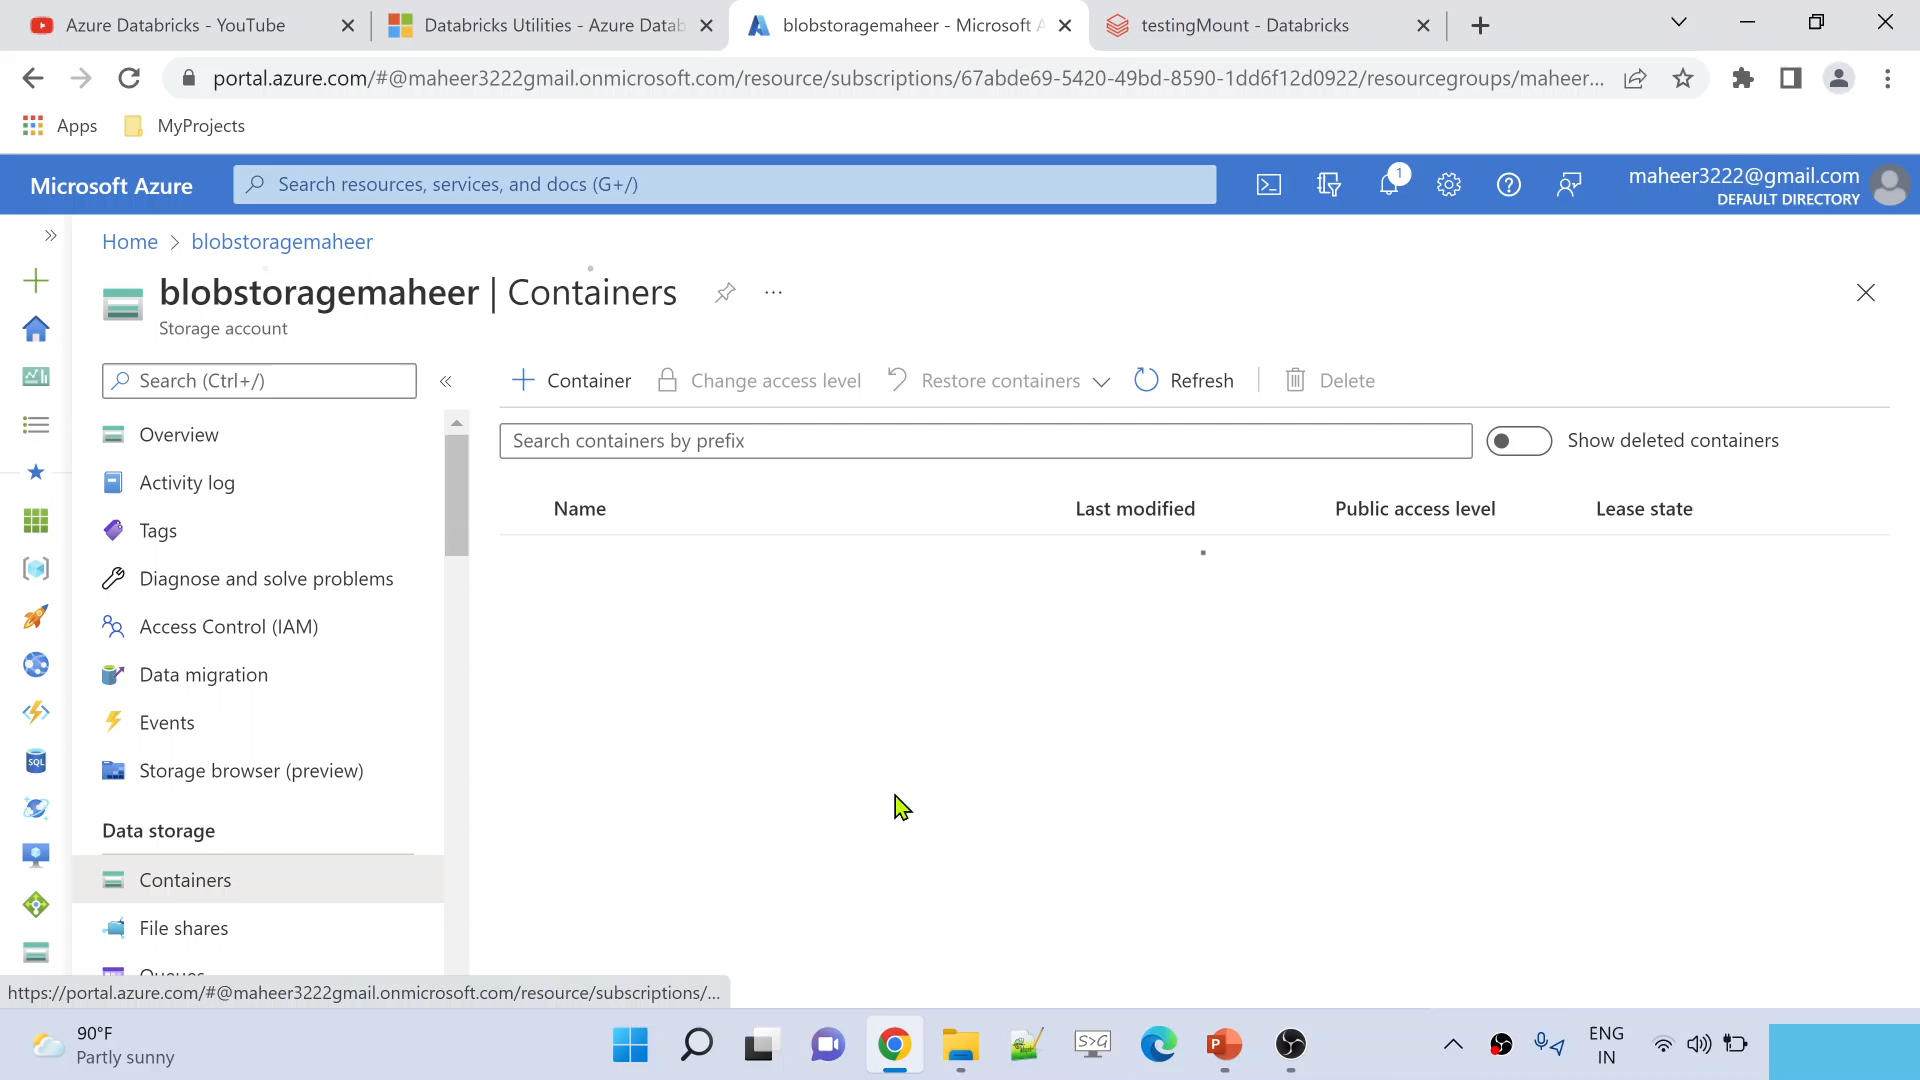 Azure Databricks - YouTube
Databricks Utilities - Azure Datab
blobstoragemaheer - Microsoft A
testingMount - Databricks
portal.azure.com/#@maheer3222gmail.onmicrosoft.com/resource/subscriptions/67abde69-5420-49bd-8590-1dd6f12d0922/resourcegroups/maheer...
Apps
MyProjects
Microsoft Azure
Search resources, services, and docs (G+/)
1
maheer3222@gmail.com
DEFAULT DIRECTORY
Home > blobstoragemaheer
blobstoragemaheer | Containers
Storage account
Search (Ctrl+/)
Container
Change access level
Restore containers
Refresh
Delete
Search containers by prefix
Show deleted containers
Name
Last modified
Public access level
Lease state
Overview
Activity log
Tags
Diagnose and solve problems
Access Control (IAM)
Data migration
Events
Storage browser (preview)
Data storage
Containers
File shares
Queues
https://portal.azure.com/#@maheer3222gmail.onmicrosoft.com/resource/subscriptions/...
90°F
Partly sunny
ENG
IN